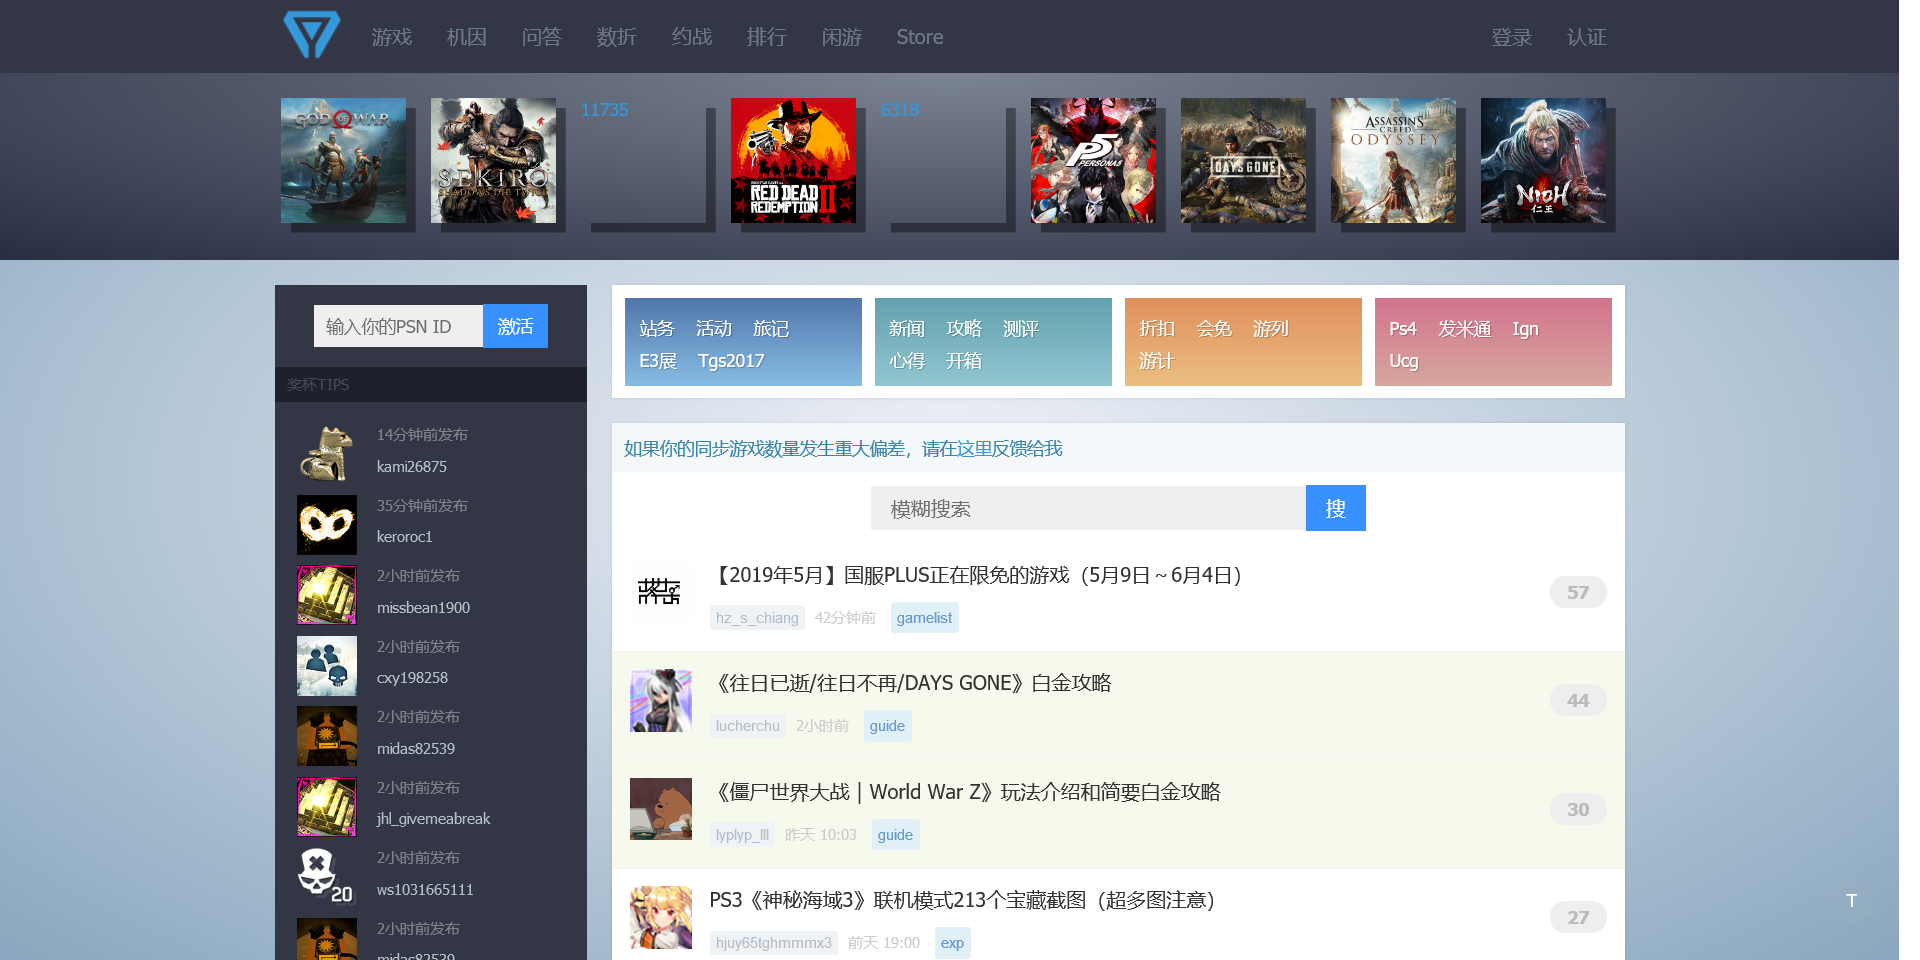 游戏 机因 问答 数折 约战 排行 闲游 Store 登录 认证
GOD OF WAR
SEKIRO
SHADOWS DIE TWICE
11735
RED DEAD
REDEMPTION II
6318
P5
PERSONA5
DAYS GONE
ASSASSIN'S
CREED
ODYSSEY
NIOH
仁王
输入你的PSN ID 激活
奖杯TIPS
14分钟前发布
kami26875
35分钟前发布
keroroc1
2小时前发布
missbean1900
2小时前发布
cxy198258
2小时前发布
midas82539
2小时前发布
jhl_givemeabreak
20
2小时前发布
ws1031665111
2小时前发布
midas82539
站务 活动 旅记
E3展 Tgs2017
新闻 攻略 测评
心得 开箱
折扣 会免 游列
游计
Ps4 发米通 Ign
Ucg
如果你的同步游戏数量发生重大偏差，请在这里反馈给我
模糊搜索 搜
【2019年5月】国服PLUS正在限免的游戏（5月9日～6月4日）
hz_s_chiang 42分钟前 gamelist
57
《往日已逝/往日不再/DAYS GONE》白金攻略
lucherchu 2小时前 guide
44
《僵尸世界大战 | World War Z》玩法介绍和简要白金攻略
lyplyp_lll 昨天 10:03 guide
30
PS3《神秘海域3》联机模式213个宝藏截图（超多图注意）
hjuy65tghmmmx3 前天 19:00 exp
27
T